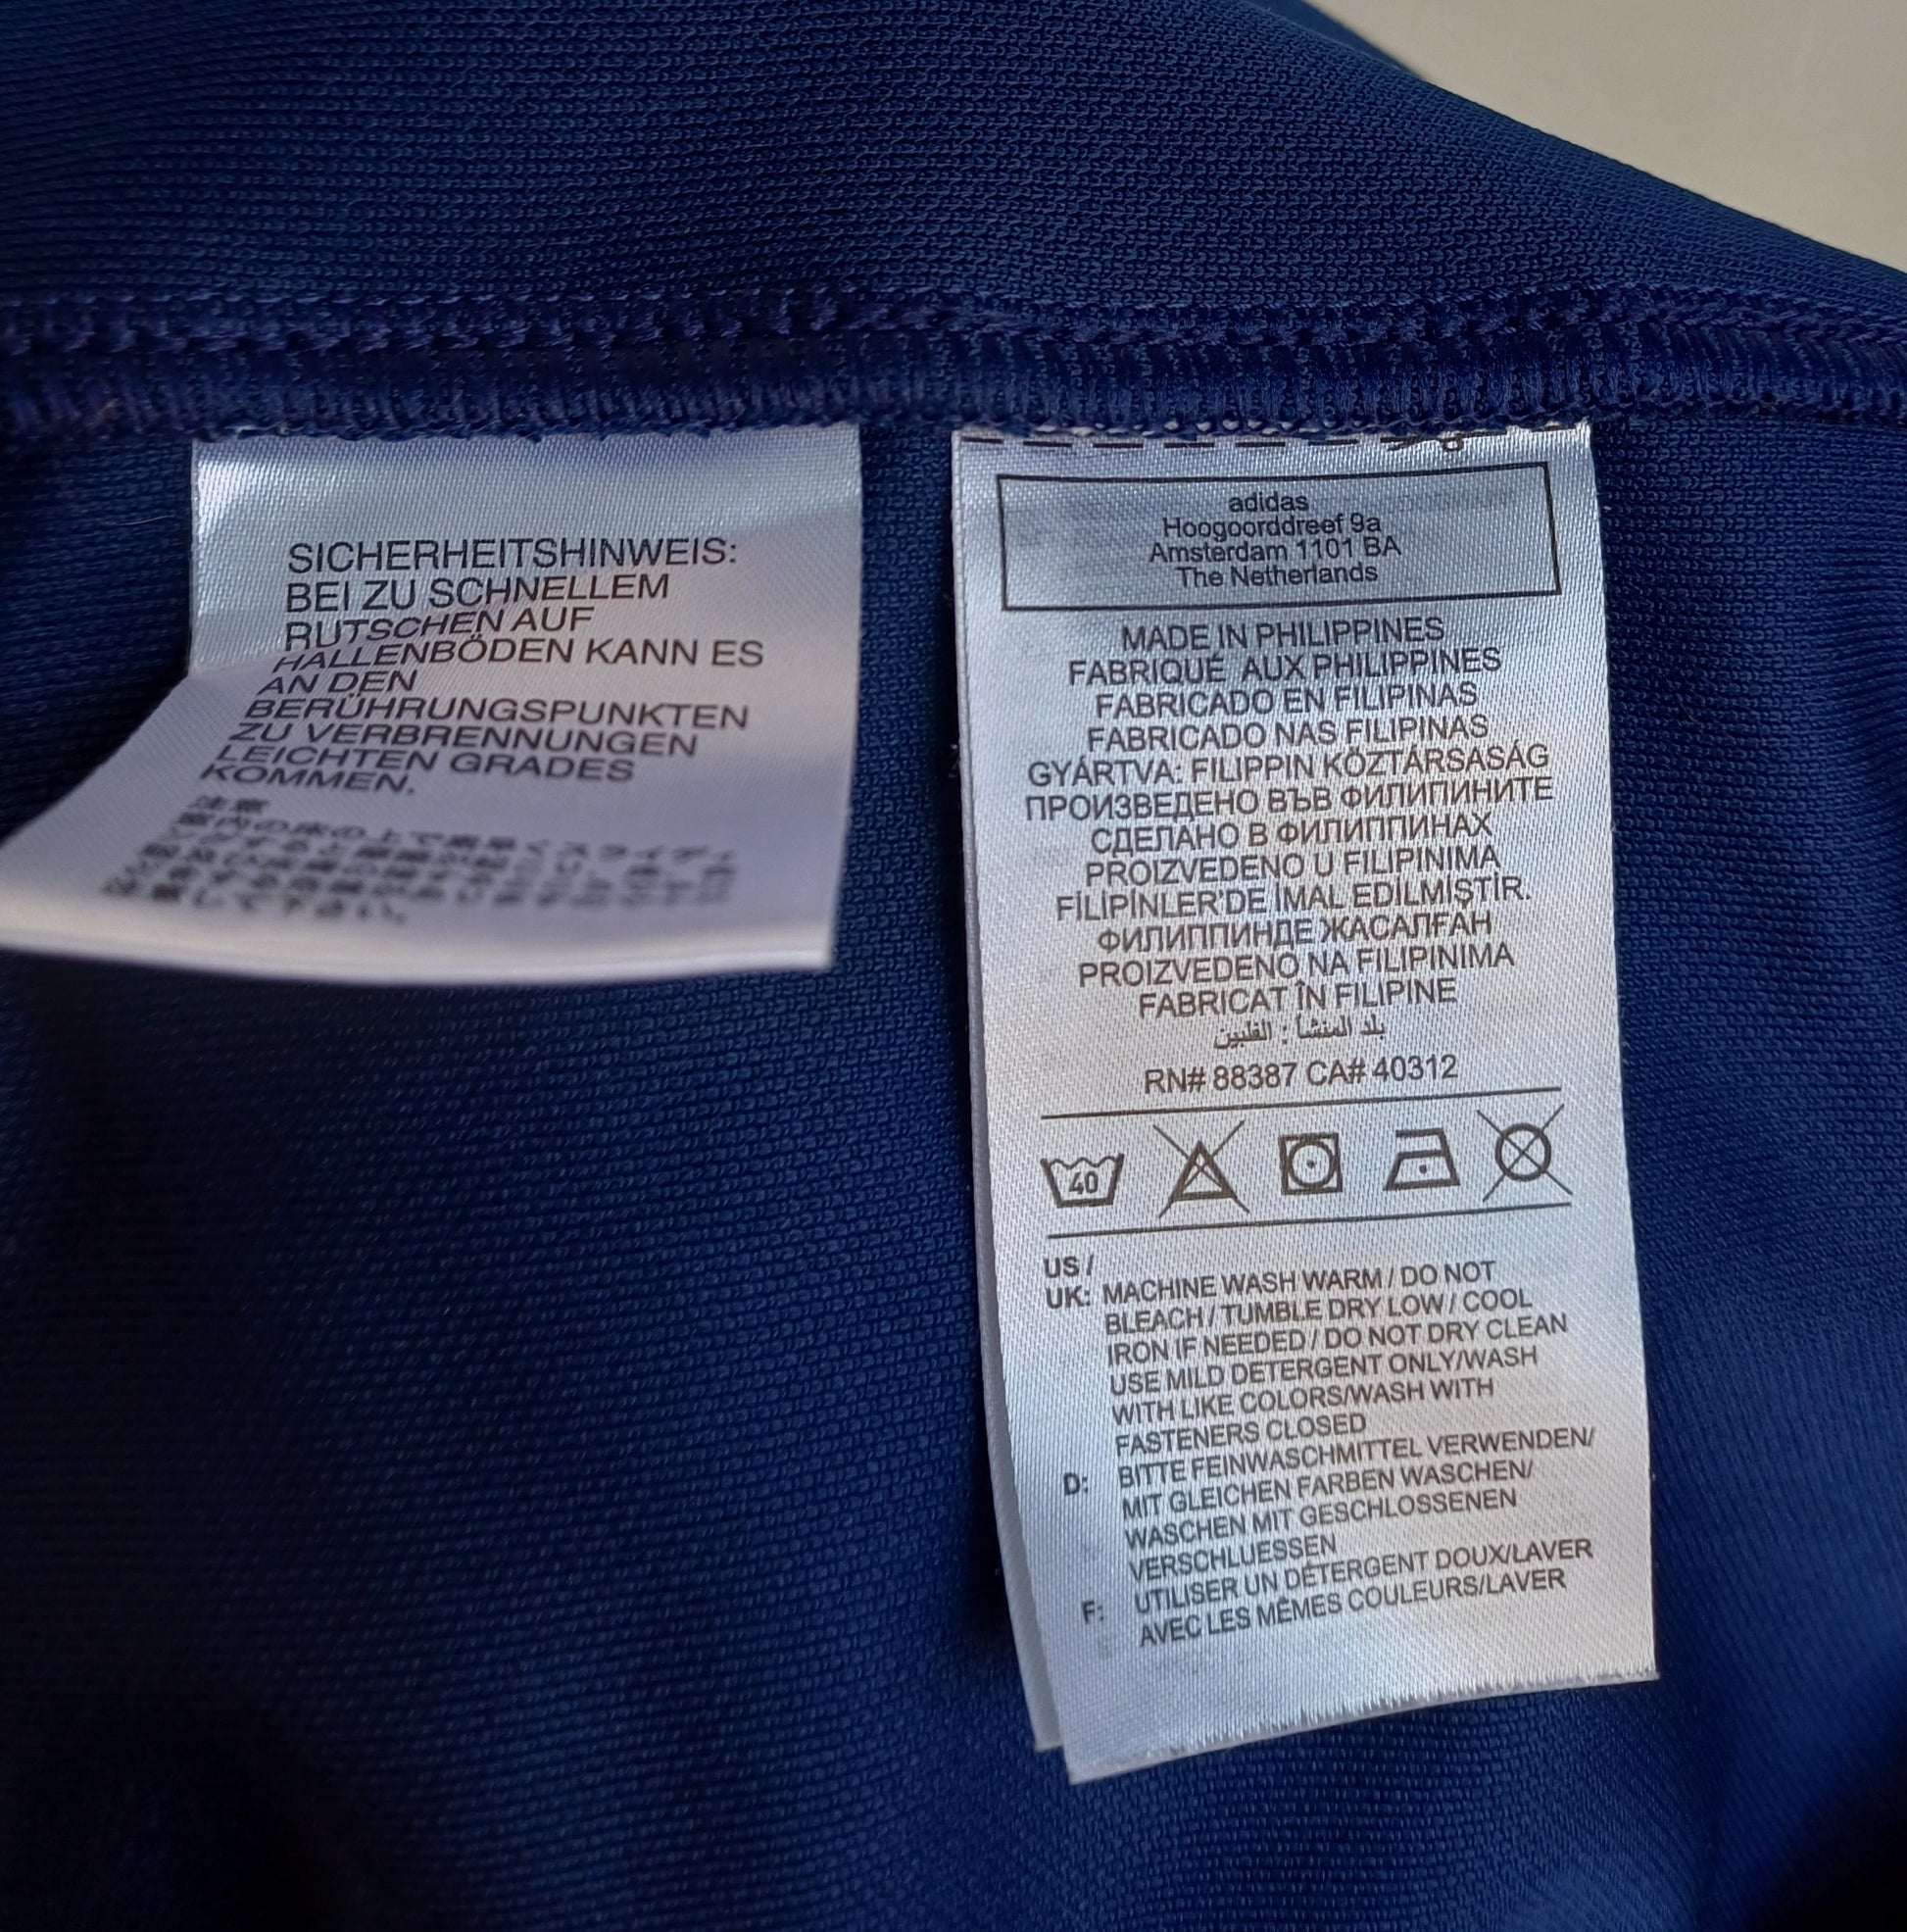 SICHERHEITSHINWEIS:
BEI ZU SCHNELLEM
RUTSCHEN AUF
HALLENBÖDEN KANN ES
AN DEN
BERÜHRUNGSPUNKTEN
ZU VERBRENNUNGEN
LEICHTEN GRADES
KOMMEN.
注意
adidas
Hoogoorddreef 9a
Amsterdam 1101 BA
The Netherlands
MADE IN PHILIPPINES
FABRIQUÉ AUX PHILIPPINES
FABRICADO EN FILIPINAS
FABRICADO NAS FILIPINAS
GYÁRTVA: FILIPPIN KÖZTÁRSASÁG
ПРОИЗВЕДЕНО ВЪВ ФИЛИПИНИТЕ
СДЕЛАНО В ФИЛИППИНАХ
PROIZVEDENO U FILIPINIMA
FİLİPİNLER'DE İMAL EDİLMİŞTİR.
ФИЛИППИНДЕ ЖАСАЛҒАН
PROIZVEDENO NA FILIPINIMA
FABRICAT ÎN FILIPINE
بلد المنشأ : الفلبين
RN# 88387 CA# 40312
40
US /
UK: MACHINE WASH WARM / DO NOT
BLEACH / TUMBLE DRY LOW / COOL
IRON IF NEEDED / DO NOT DRY CLEAN
USE MILD DETERGENT ONLY/WASH
WITH LIKE COLORS/WASH WITH
FASTENERS CLOSED
D: BITTE FEINWASCHMITTEL VERWENDEN/
MIT GLEICHEN FARBEN WASCHEN/
WASCHEN MIT GESCHLOSSENEN
VERSCHLUESSEN
F: UTILISER UN DÉTERGENT DOUX/LAVER
AVEC LES MÊMES COULEURS/LAVER